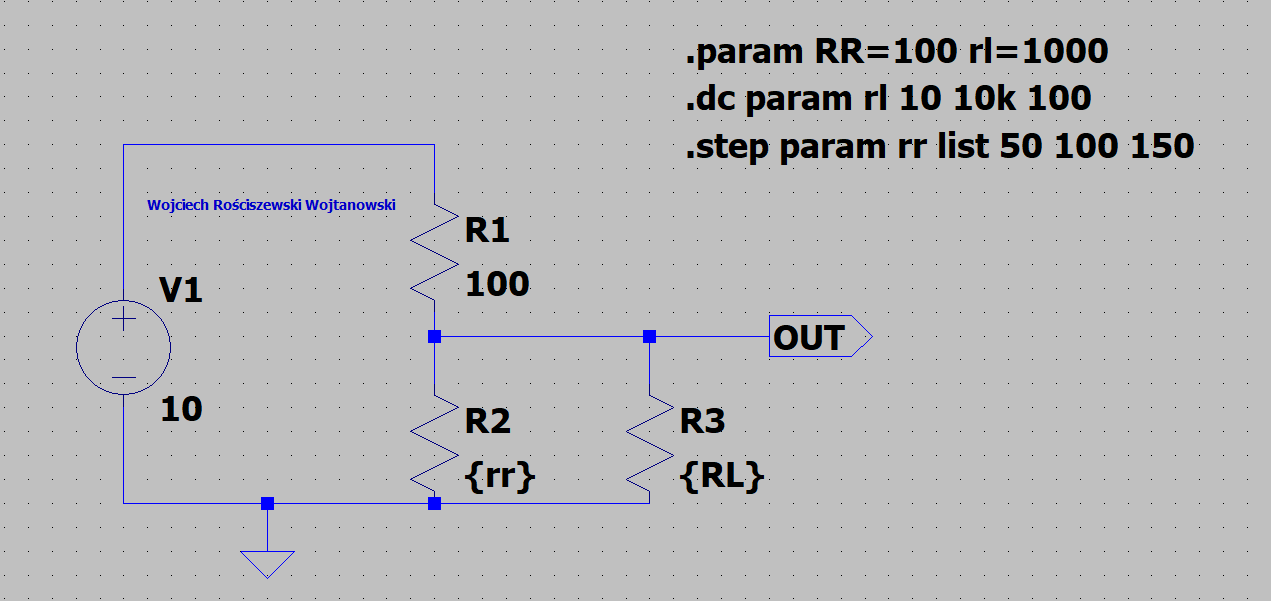 .param RR=100 rl=1000
.dc param rl 10 10k 100
.step param rr list 50 100 150
Wojciech Rościszewski Wojtanowski
R1
100
V1
10
OUT
R2
{rr}
R3
{RL}